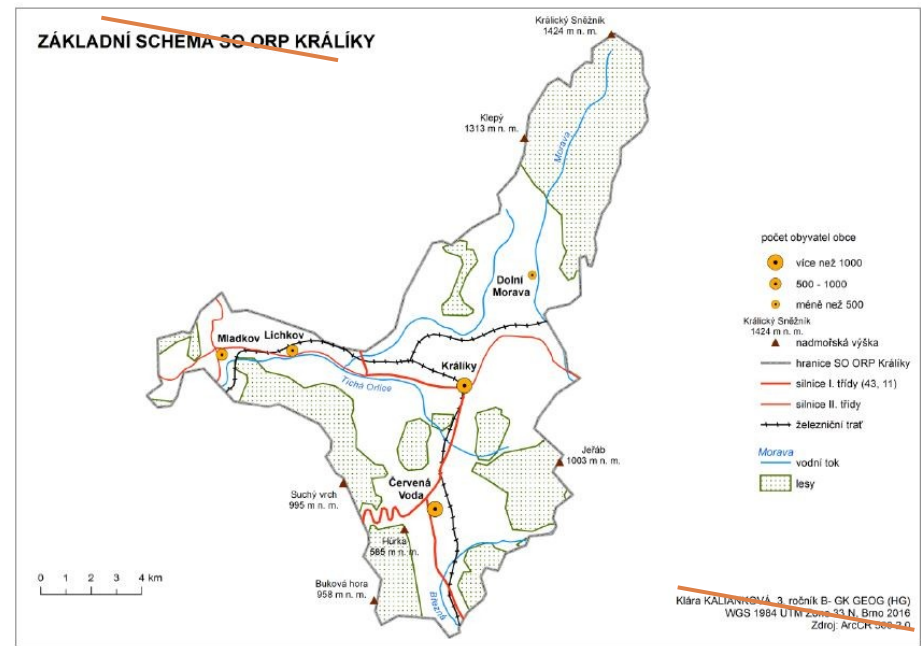 ZÁKLADNÍ SCHEMA SO ORP KRÁLÍKY
Králický Sněžník
1424 m n. m.
Klepý
1313 m n. m.
Morava
Dolní
Morava
Mladkov
Lichkov
Králíky
Tichá Orlice
Jeřáb
1003 m n. m.
Červená
Voda
Suchý vrch
995 m n. m.
Hůrka
m n. m.
Buková hora
958 m n. m.
Březná
0 1 2 3 4 km
počet obyvatel obce
více než 1000
500 - 1000
méně než 500
Králický Sněžník
1424 m n. m.
nadmořská výška
hranice SO ORP Králíky
silnice I. třídy (43, 11)
silnice II. třídy
železniční trať
Morava
vodní tok
lesy
Klára KALIANKOVÁ, 3. ročník B- GK GEOG (HG)
WGS 1984 UTM Zone 33 N, Brno 2016
Zdroj: ArcCR